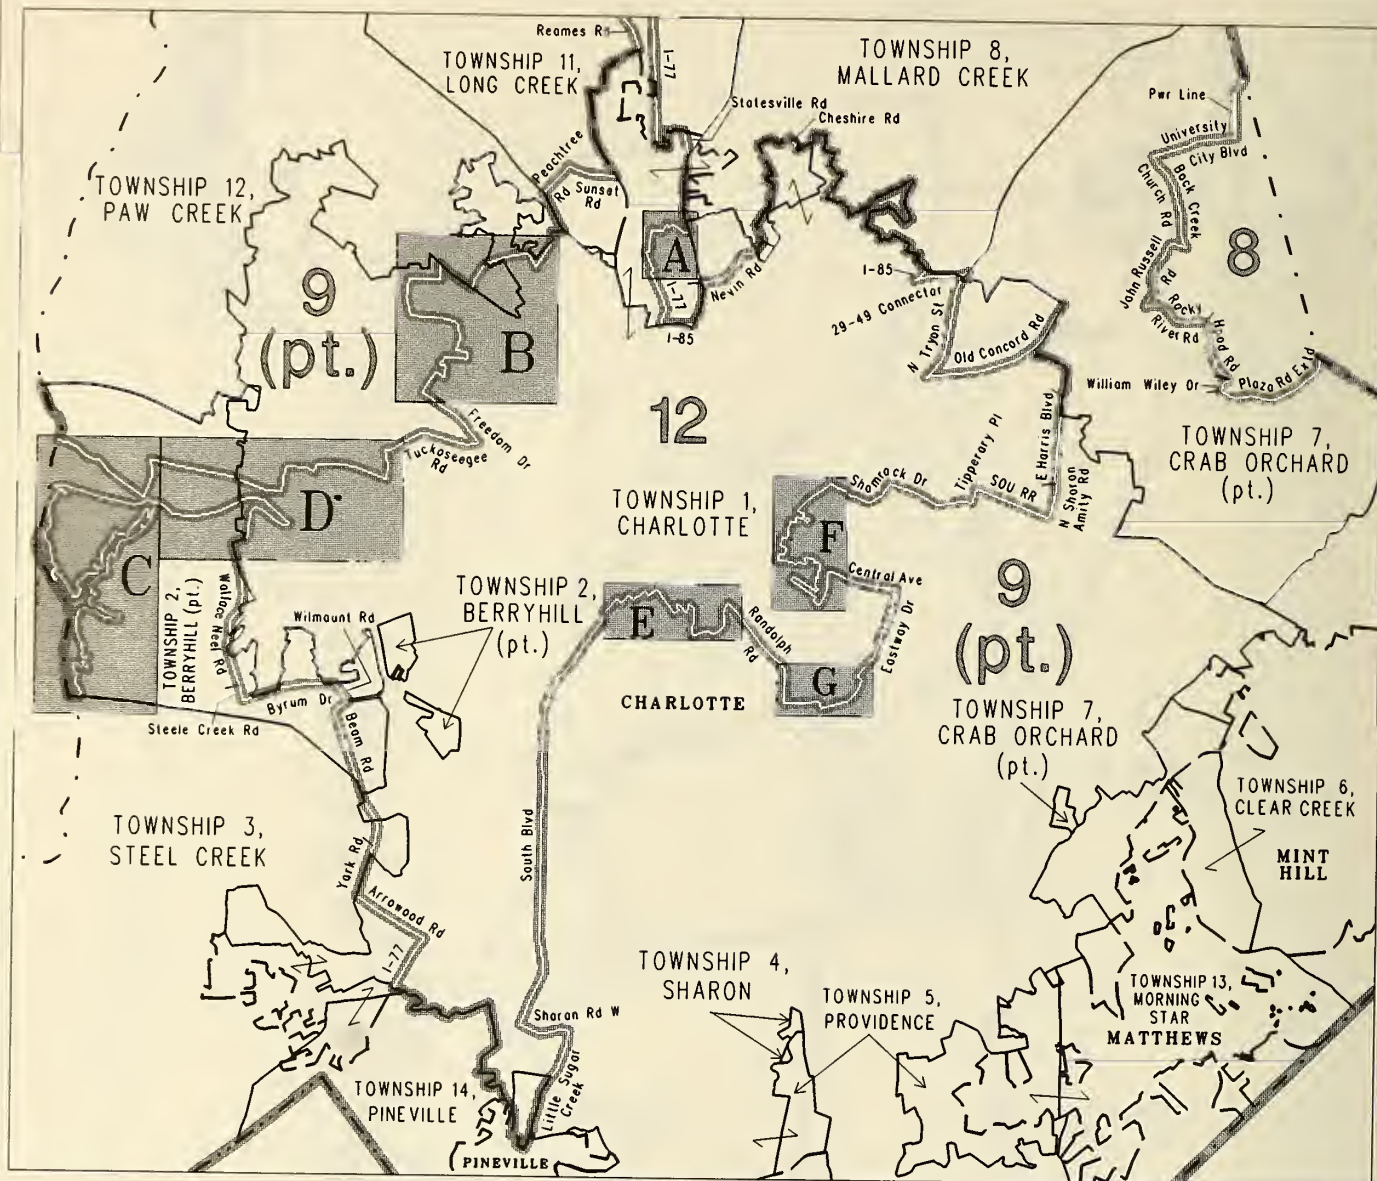 Reames R
I-77
TOWNSHIP 11,
LONG CREEK
TOWNSHIP 8,
MALLARD CREEK
Statesville Rd
Cheshire Rd
Pwr Line
University
City Blvd
Back Creek
Church Rd
John Russell
Rd
Rocky
River Rd
Hood Rd
William Wiley Dr
Plaza Rd Extd
8
TOWNSHIP 12,
PAW CREEK
Peachtree
Rd
Sunset
Rd
A
I-77
Nevin Rd
I-85
I-85
29-49 Connector
N Tryon St
Old Concord Rd
9
(pt.)
B
12
Freedom Dr
Tuckoseegee
Rd
TOWNSHIP 7,
CRAB ORCHARD
(pt.)
E Harris Blvd
Tipperary Pl
SOU RR
N Sharon
Amity Rd
Shamrock Dr
TOWNSHIP 1,
CHARLOTTE
D
F
C
Central Ave
Eastway Dr
9
(pt.)
TOWNSHIP 2,
BERRYHILL (pt.)
Wallace Neel Rd
Wilmount Rd
TOWNSHIP 2,
BERRYHILL
(pt.)
E
Randolph
Rd
G
CHARLOTTE
Byrum Dr
Steele Creek Rd
Beam Rd
TOWNSHIP 7,
CRAB ORCHARD
(pt.)
TOWNSHIP 6,
CLEAR CREEK
MINT
HILL
TOWNSHIP 3,
STEEL CREEK
York Rd
Arrowood Rd
I-77
South Blvd
TOWNSHIP 4,
SHARON
TOWNSHIP 5,
PROVIDENCE
TOWNSHIP 13,
MORNING
STAR
MATTHEWS
Sharon Rd W
Little Sugar
Creek
TOWNSHIP 14,
PINEVILLE
PINEVILLE